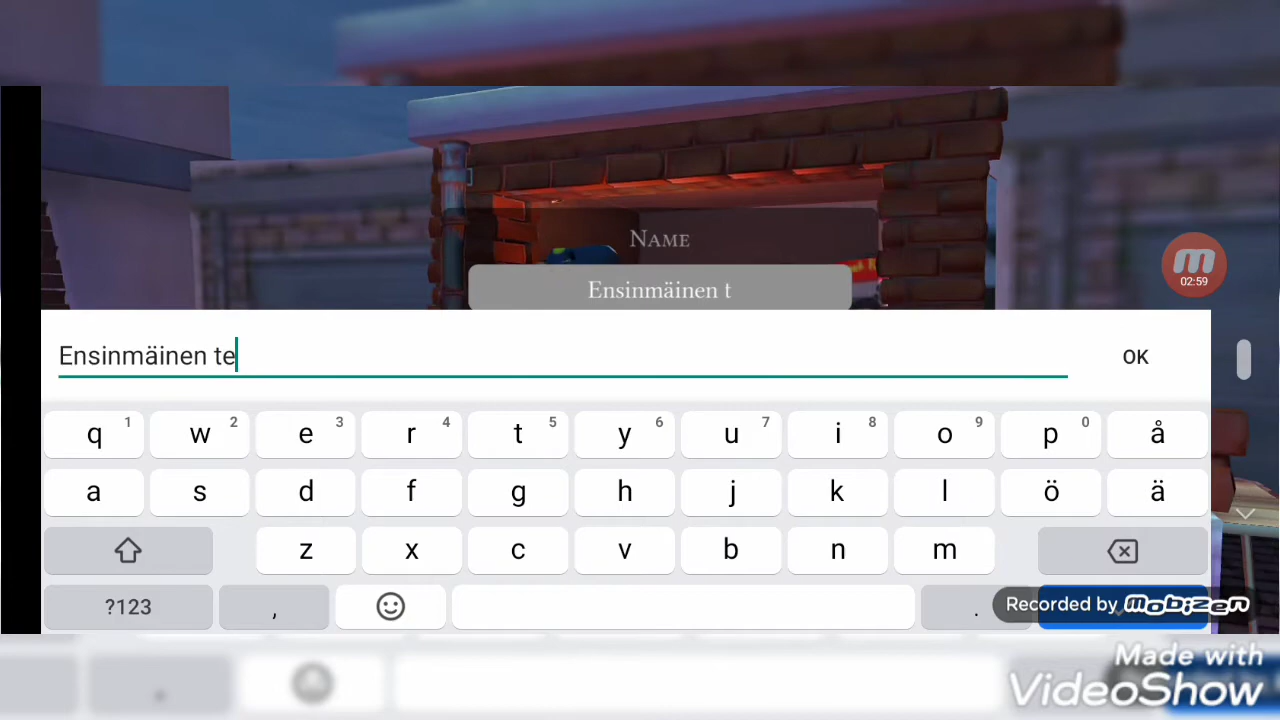 NAME
Ensinmäinen t
02:59
Ensinmäinen te
OK
q 1 w 2 e 3 r 4 t 5 y 6 u 7 i 8 o 9 p 0 å
a s d f g h j k l ö ä
z x c v b n m
?123 , .
Recorded by mobizen
Made with
VideoShow